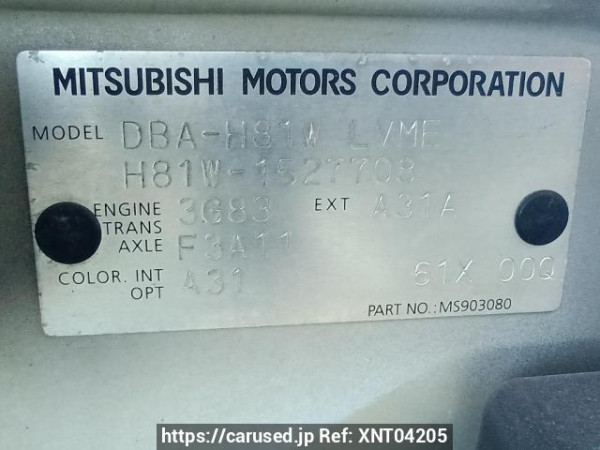 MITSUBISHI MOTORS CORPORATION
MODEL DBA-H81W LVME
H81W-1527708
ENGINE 3G83 EXT A31A
TRANS
AXLE F3A11
COLOR. INT A31 61X 00Q
OPT
PART NO.:MS903080
https://carused.jp Ref: XNT04205